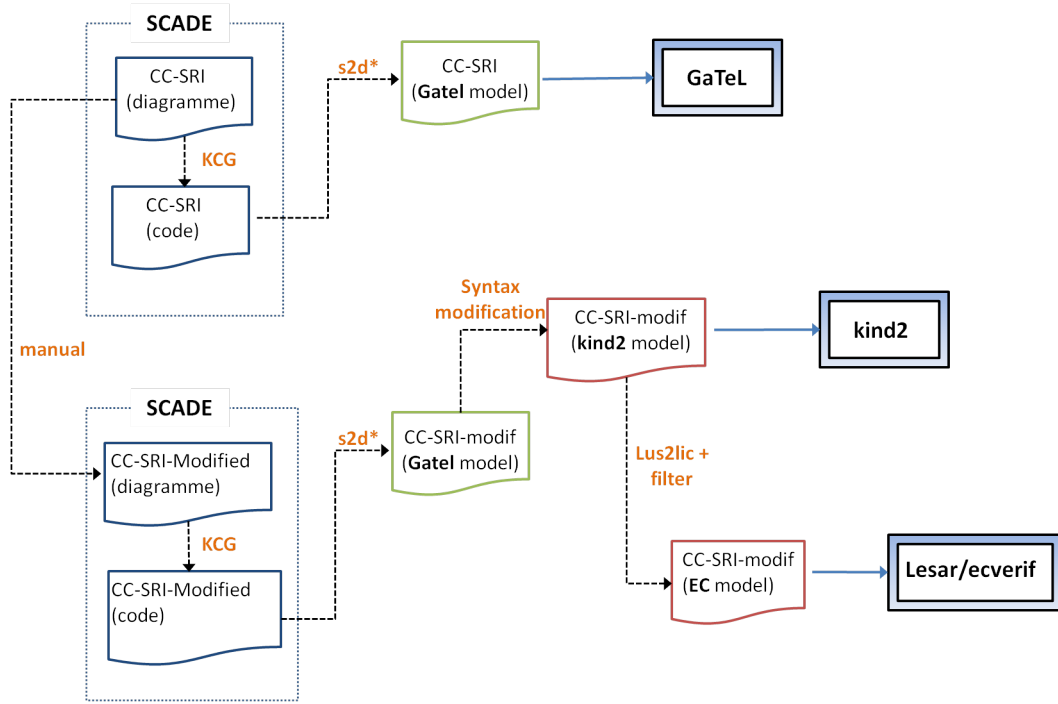 SCADE
CC-SRI
(diagramme)
KCG
CC-SRI
(code)
s2d*
CC-SRI
(Gatel model)
GaTeL
manual
SCADE
CC-SRI-Modified
(diagramme)
KCG
CC-SRI-Modified
(code)
s2d*
CC-SRI-modif
(Gatel model)
Syntax
modification
CC-SRI-modif
(kind2 model)
kind2
Lus2lic +
filter
CC-SRI-modif
(EC model)
Lesar/ecverif